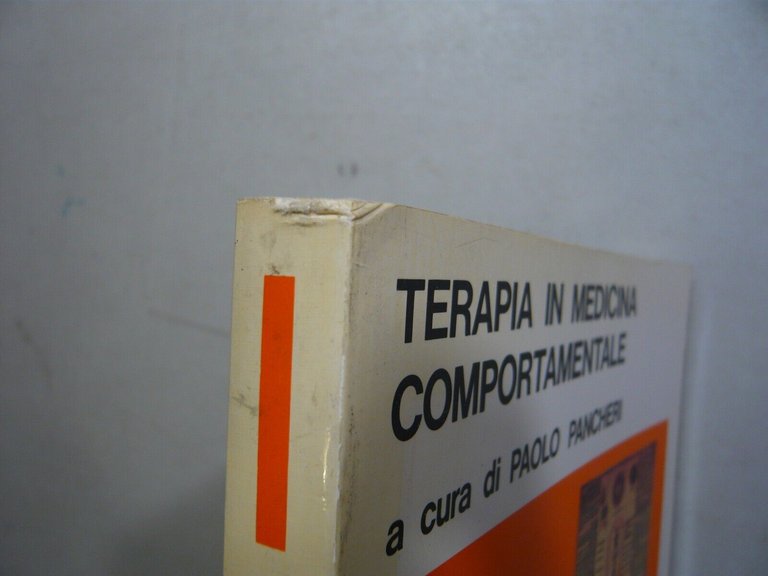 TERAPIA IN MEDICINA
COMPORTAMENTALE
a cura di PAOLO PANCHERI